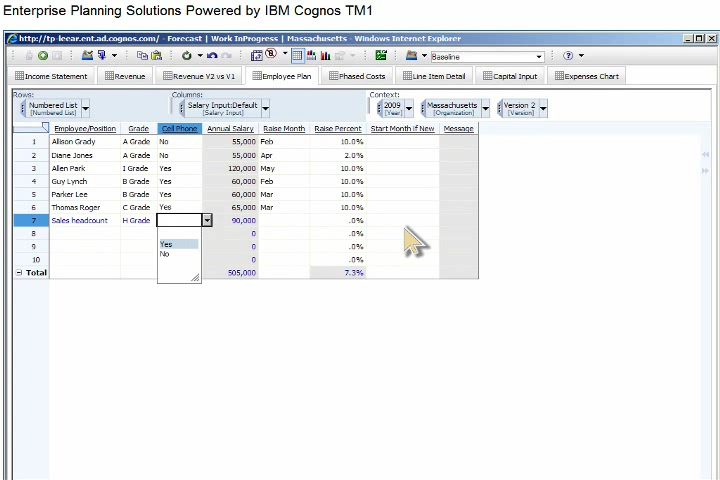 Enterprise Planning Solutions Powered by IBM Cognos TM1
http://tp-leear.ent.ad.cognos.com/ - Forecast | Work InProgress | Massachusetts - Windows Internet Explorer
Baseline
Income Statement Revenue Revenue V2 vs V1 Employee Plan Phased Costs Line Item Detail Capital Input Expenses Chart
Rows: Columns: Context:
Numbered List Salary Input:Default 2009 Massachusetts Version 2
[Numbered List] [Salary Input] [Year] [Organization] [Version]
Employee/Position Grade Cell Phone Annual Salary Raise Month Raise Percent Start Month if New Message
1 Alison Grady A Grade No 55,000 Feb 10.0%
2 Diane Jones A Grade No 55,000 Apr 2.0%
3 Allen Park I Grade Yes 120,000 May 10.0%
4 Guy Lynch B Grade Yes 60,000 Feb 10.0%
5 Parker Lee B Grade Yes 60,000 Mar 10.0%
6 Thomas Roger C Grade Yes 65,000 Mar 10.0%
7 Sales headcount H Grade 90,000 .0%
8 0 .0%
9 Yes 0 .0%
10 No 0 .0%
Total 505,000 7.3%